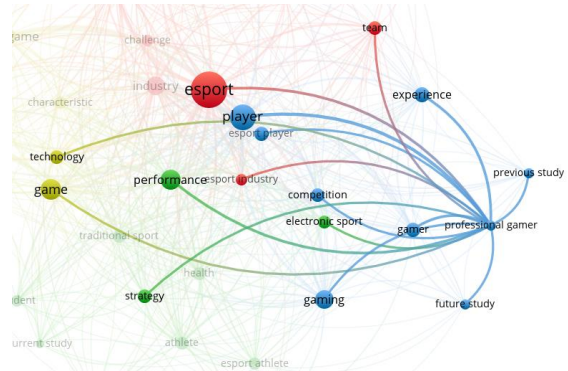 game
team
challenge
industry
esport
experience
characteristic
player
esport player
technology
previous study
game
performance
esport industry
competition
electronic sport
gamer
professional gamer
traditional sport
health
strategy
gaming
future study
dent
urrent study
athlete
esport athlete